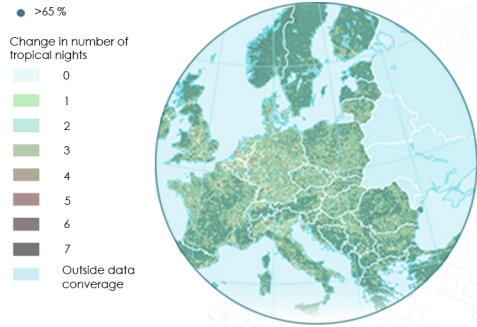 >65 %
Change in number of
tropical nights
0
1
2
3
4
5
6
7
Outside data
converage